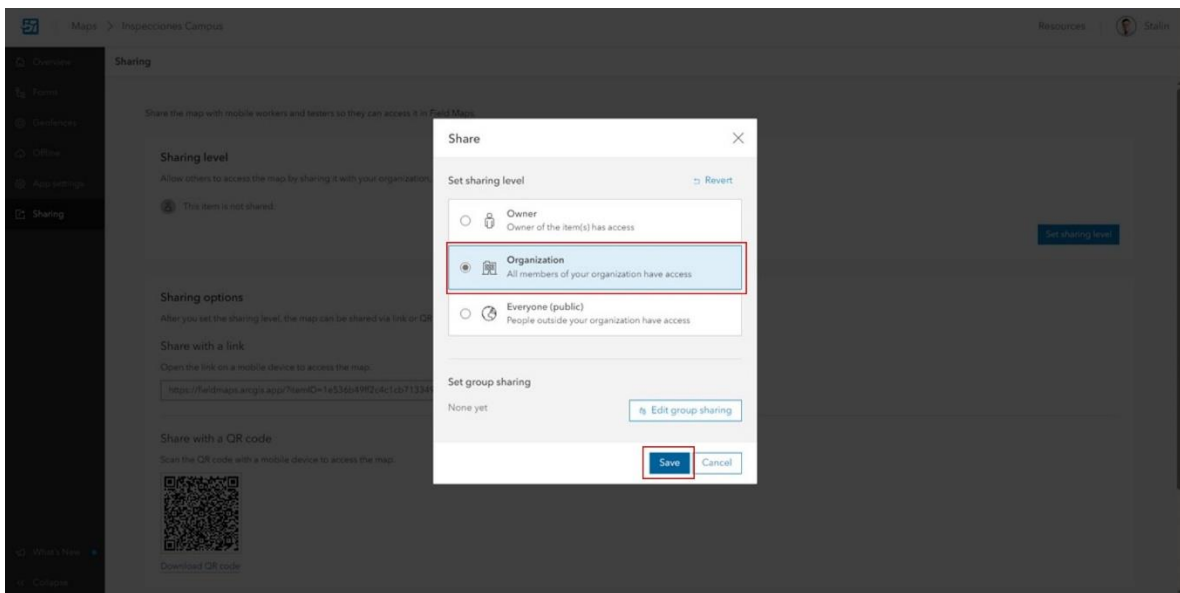 Maps > Inspecciones Campus
Resources
Stalin
Overview
Forms
Geofences
Offline
App settings
Sharing
What's New
Collapse
Sharing
Share the map with mobile workers and testers so they can access it in Field Maps.
Sharing level
Allow others to access the map by sharing it with your organization,
This item is not shared.
Set sharing level
Sharing options
After you set the sharing level, the map can be shared via link or QR
Share with a link
Open the link on a mobile device to access the map.
Share with a QR code
Scan the QR code with a mobile device to access the map.
Download QR code
Share
Set sharing level
Revert
Owner
Owner of the item(s) has access
Organization
All members of your organization have access
Everyone (public)
People outside your organization have access
Set group sharing
None yet
Edit group sharing
Save
Cancel